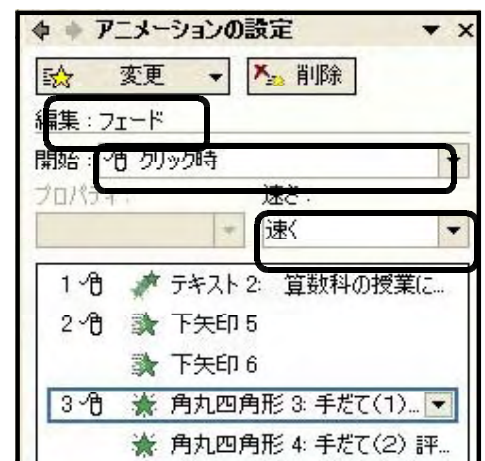 アニメーションの設定
変更 削除
編集：フェード
開始： クリック時
プロパティ： 速さ：
速く
1 テキスト 2: 算数科の授業に...
2 下矢印 5
下矢印 6
3 角丸四角形 3: 手だて(1)...
角丸四角形 4: 手だて(2) 評...